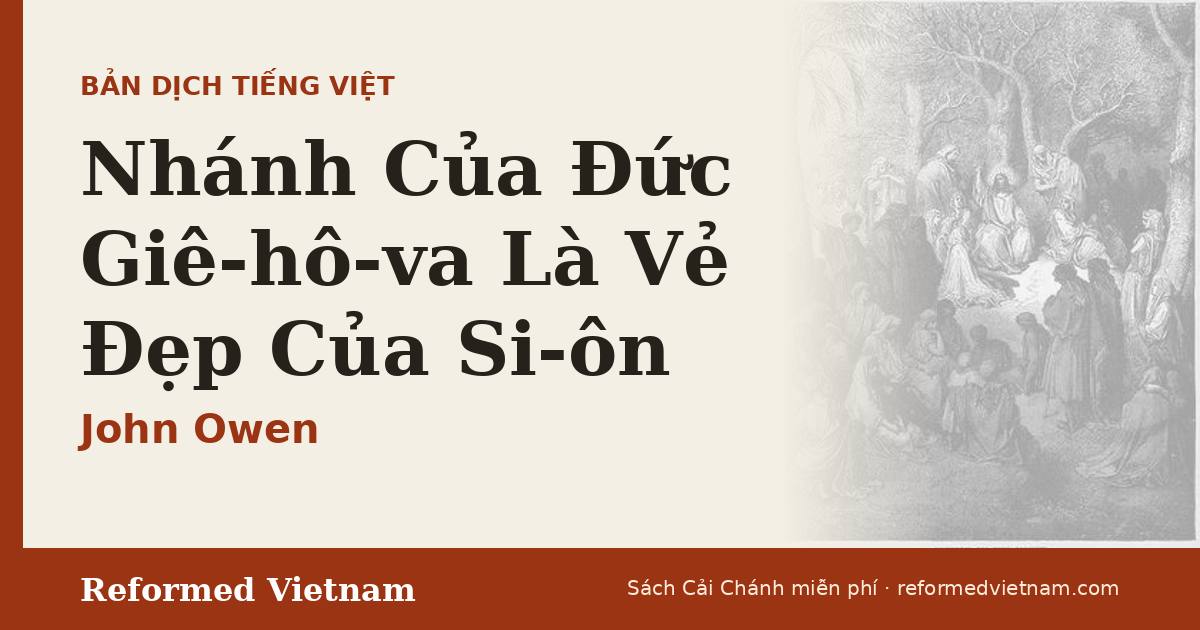 BẢN DỊCH TIẾNG VIỆT
Nhánh Của Đức
Giê-hô-va Là Vẻ
Đẹp Của Si-ôn
John Owen
Reformed Vietnam
Sách Cải Chánh miễn phí · reformedvietnam.com